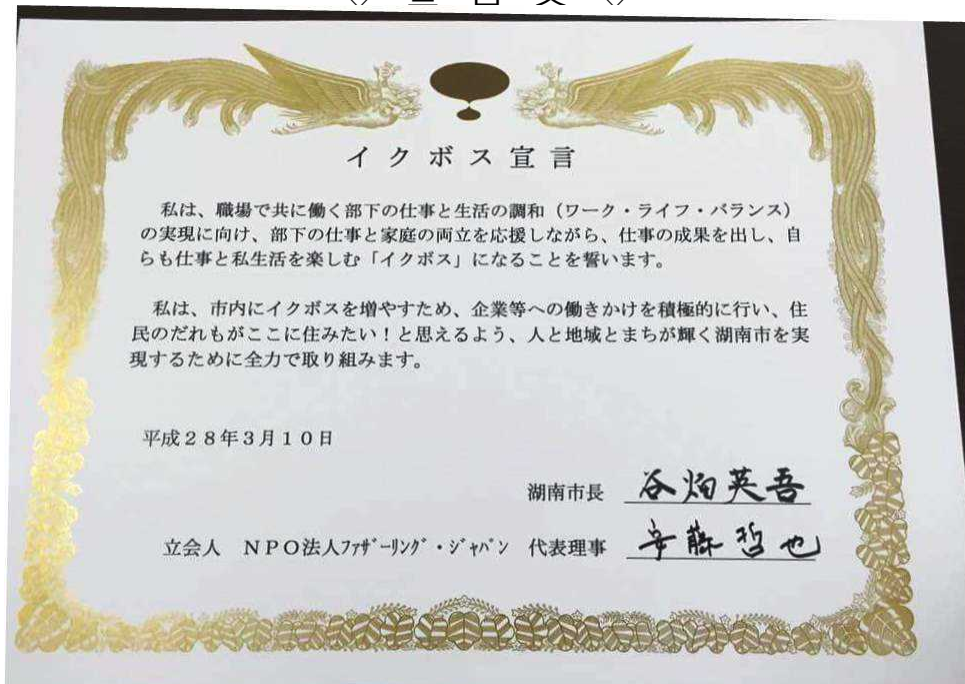 イクボス宣言
私は、職場で共に働く部下の仕事と生活の調和（ワーク・ライフ・バランス）
の実現に向け、部下の仕事と家庭の両立を応援しながら、仕事の成果を出し、自
らも仕事と私生活を楽しむ「イクボス」になることを誓います。
私は、市内にイクボスを増やすため、企業等への働きかけを積極的に行い、住
民のだれもがここに住みたい！と思えるよう、人と地域とまちが輝く湖南市を実
現するために全力で取り組みます。
平成２８年３月１０日
湖南市長 谷畑英吾
立会人 ＮＰＯ法人ﾌｧｻﾞｰﾘﾝｸﾞ・ｼﾞｬﾊﾟﾝ 代表理事 安藤哲也